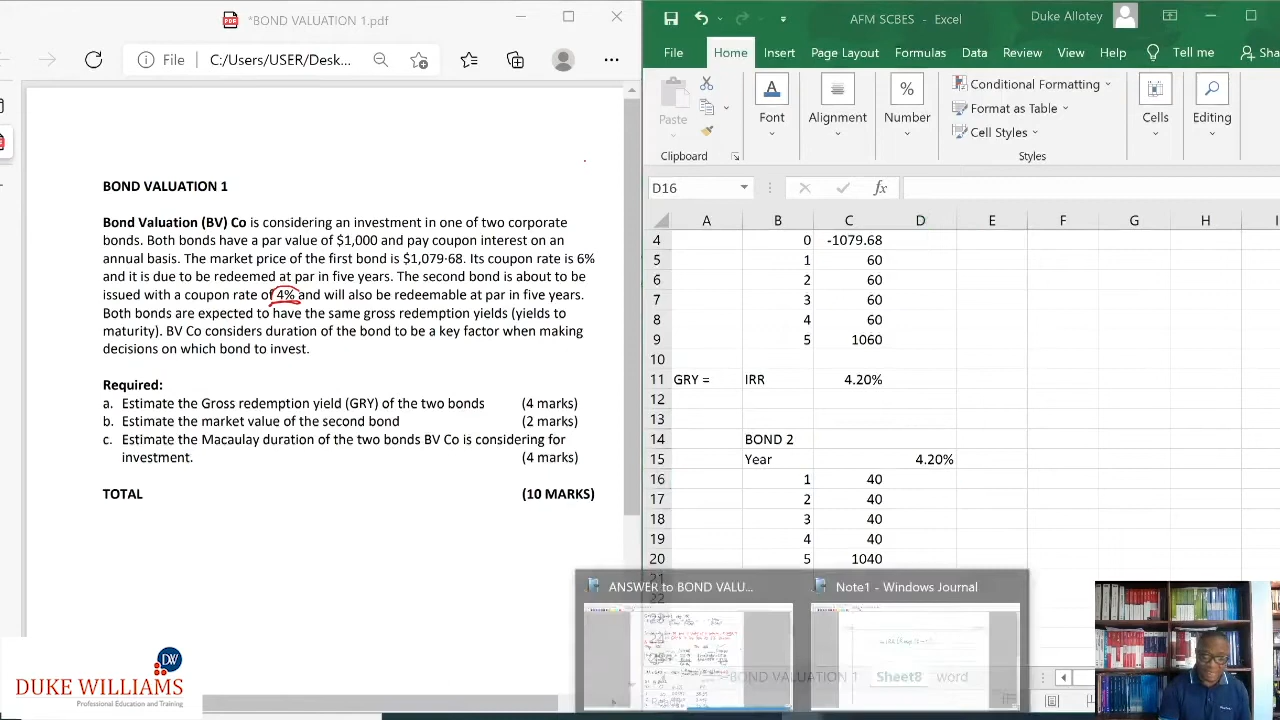 *BOND VALUATION 1.pdf
File
C:/Users/USER/Desk...
BOND VALUATION 1
Bond Valuation (BV) Co is considering an investment in one of two corporate
bonds. Both bonds have a par value of $1,000 and pay coupon interest on an
annual basis. The market price of the first bond is $1,079·68. Its coupon rate is 6%
and it is due to be redeemed at par in five years. The second bond is about to be
issued with a coupon rate of 4% and will also be redeemable at par in five years.
Both bonds are expected to have the same gross redemption yields (yields to
maturity). BV Co considers duration of the bond to be a key factor when making
decisions on which bond to invest.
Required:
a. Estimate the Gross redemption yield (GRY) of the two bonds (4 marks)
b. Estimate the market value of the second bond (2 marks)
c. Estimate the Macaulay duration of the two bonds BV Co is considering for
investment. (4 marks)
TOTAL (10 MARKS)
DW
DUKE WILLIAMS
Professional Education and Training
AFM SCBES - Excel
Duke Allotey
File Home Insert Page Layout Formulas Data Review View Help Tell me Share
Paste
Clipboard
Font
Alignment
Number
Conditional Formatting
Format as Table
Cell Styles
Styles
Cells
Editing
D16
fx
A B C D E F G H I
4 0 -1079.68
5 1 60
6 2 60
7 3 60
8 4 60
9 5 1060
10
11 GRY = IRR 4.20%
12
13
14 BOND 2
15 Year 4.20%
16 1 40
17 2 40
18 3 40
19 4 40
20 5 1040
21
ANSWER to BOND VALU...
Note1 - Windows Journal
BOND VALUATION 1 Sheet8 word